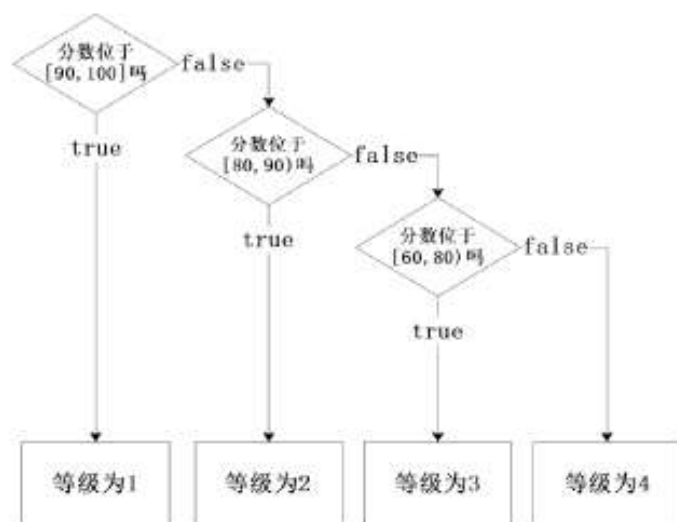 分数位于
[90,100]吗
false
true
分数位于
[80,90)吗
false
true
分数位于
[60,80)吗
false
true
等级为1
等级为2
等级为3
等级为4